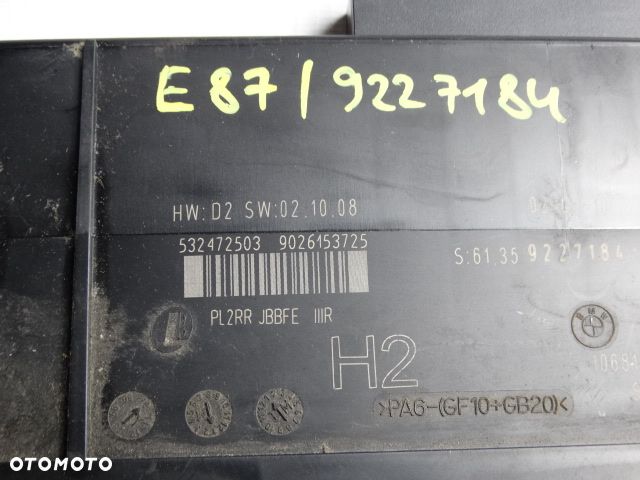 E87/9227184
HW: D2 SW:02.10.08
532472503 9026153725
S:61.35 9227184
PL2RR JBBFE IIIR
BMW
H2
>PA6-(GF10+GB20)<
OTOMOTO